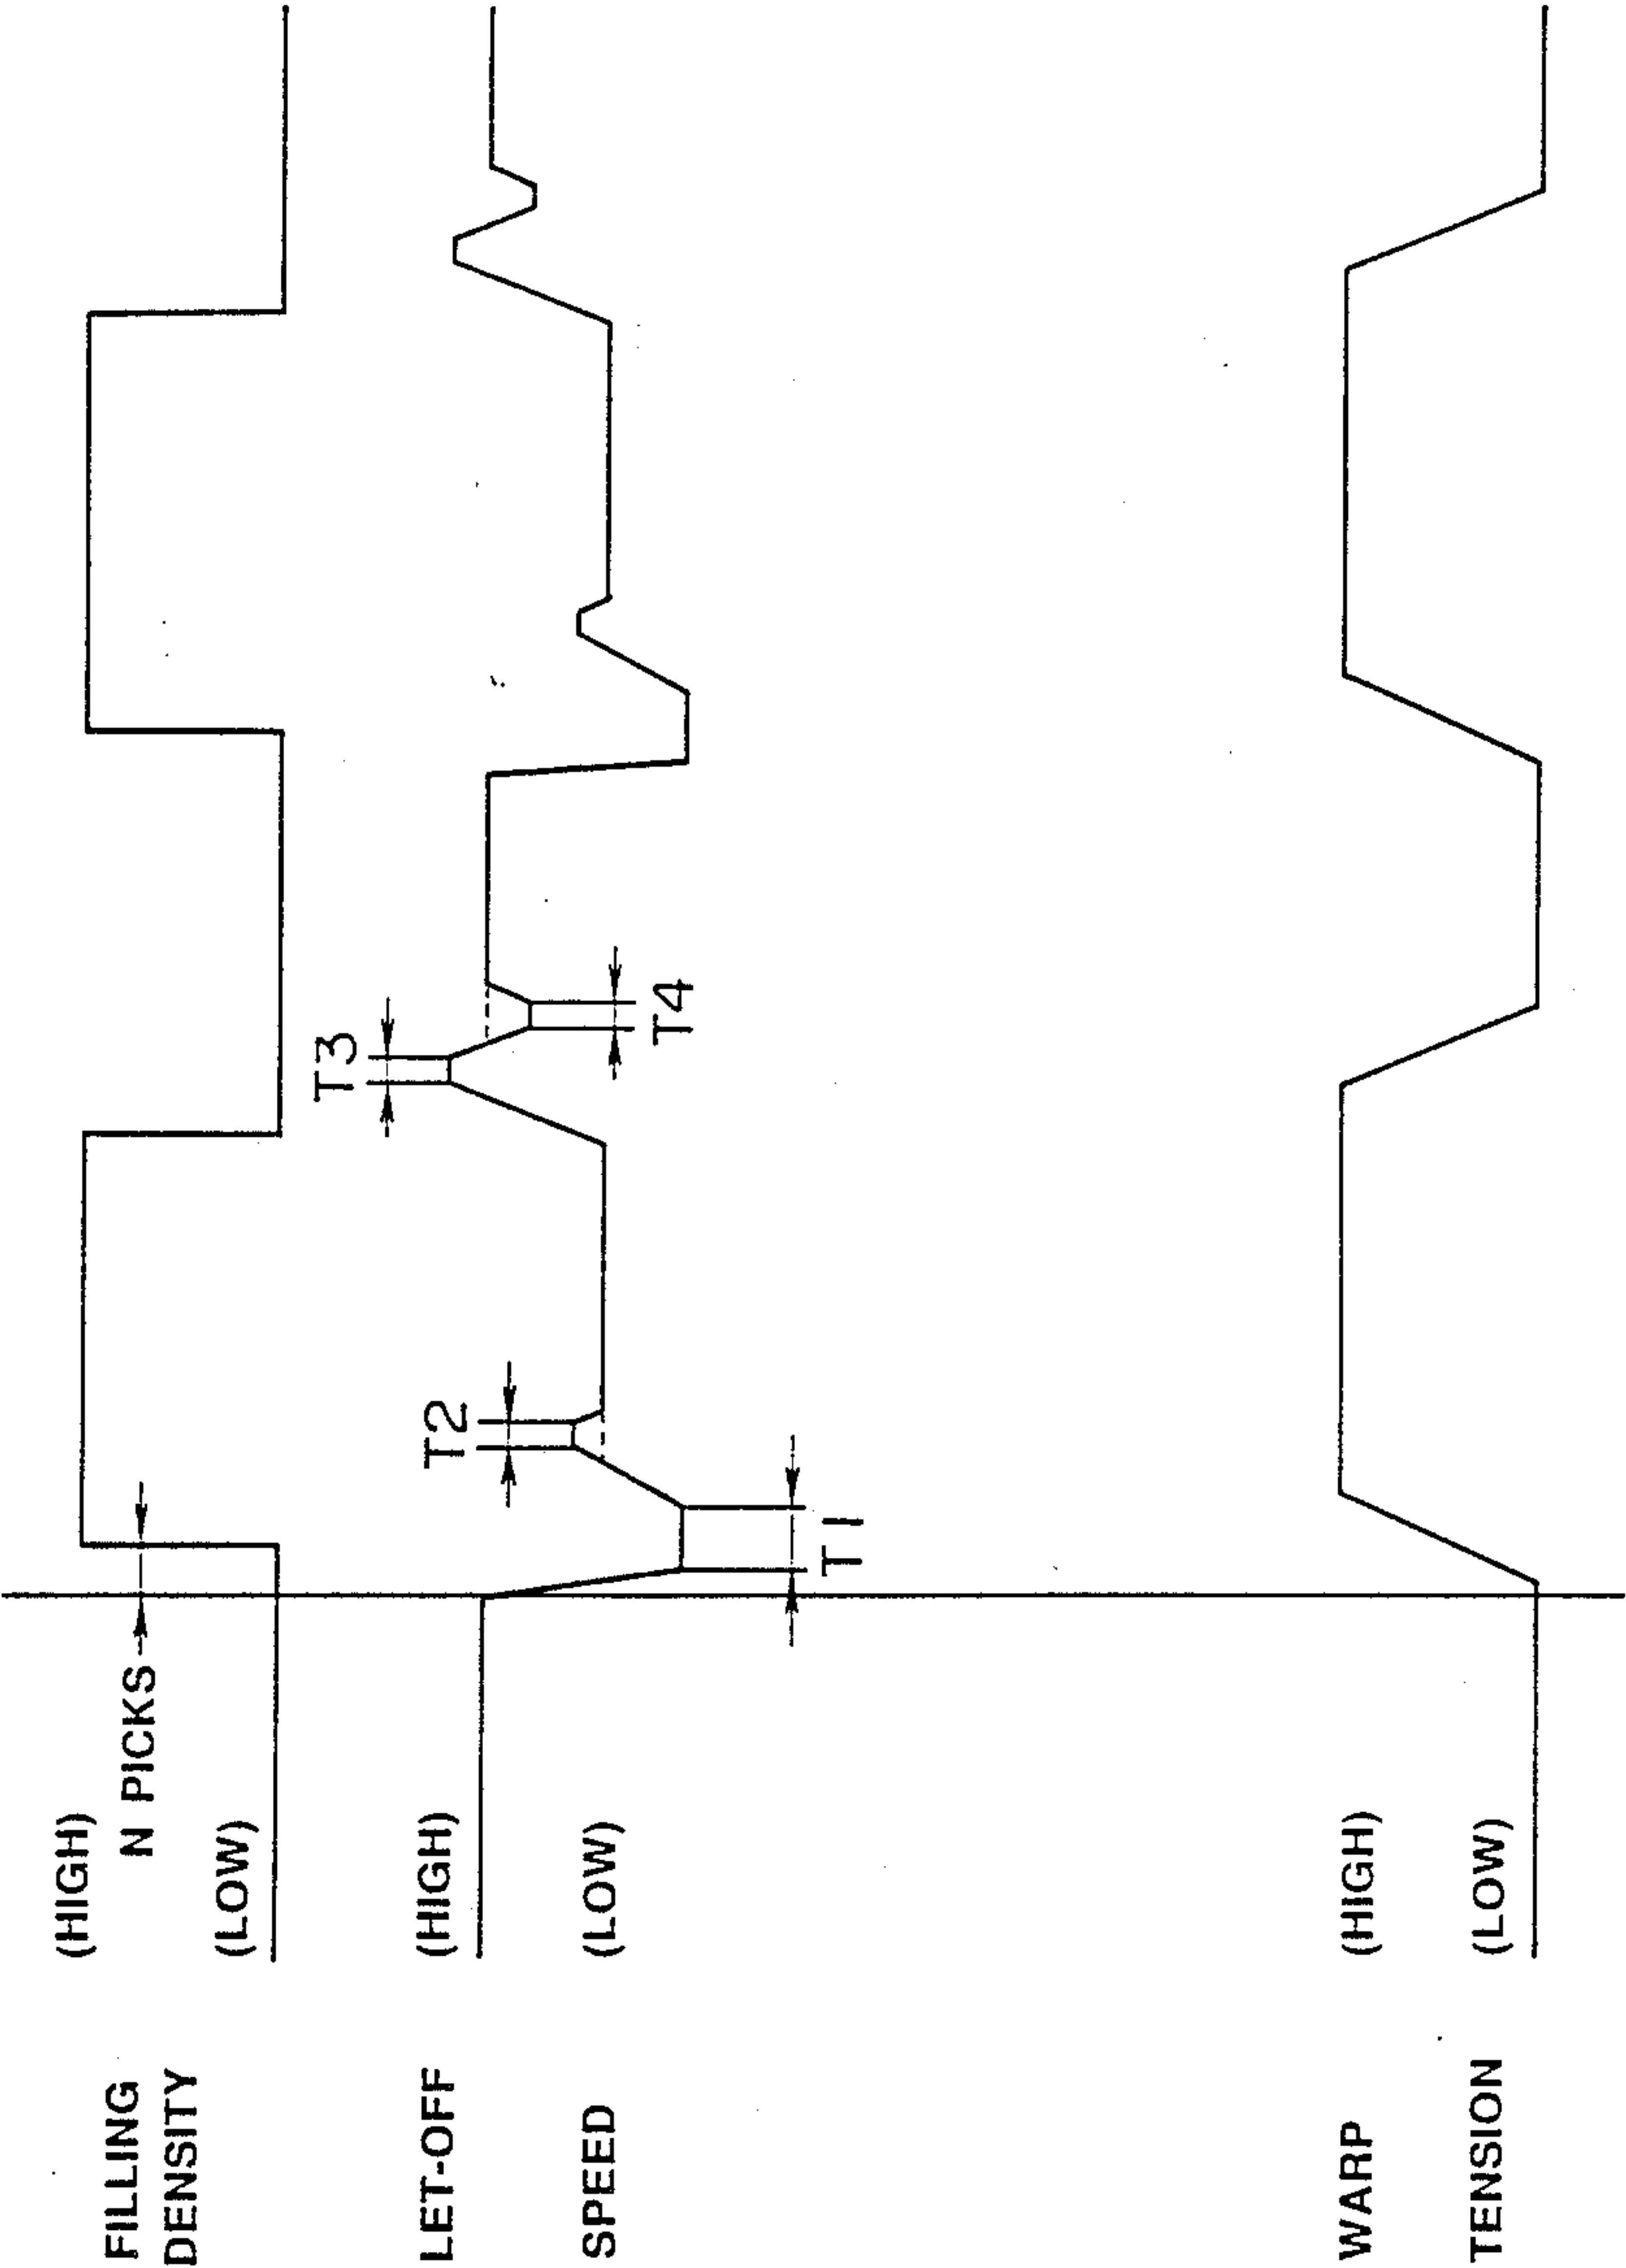 FILLING
DENSITY
(HIGH)
N PICKS
(LOW)
LET-OFF
SPEED
(HIGH)
(LOW)
T1
T2
T3
T4
WARP
TENSION
(HIGH)
(LOW)